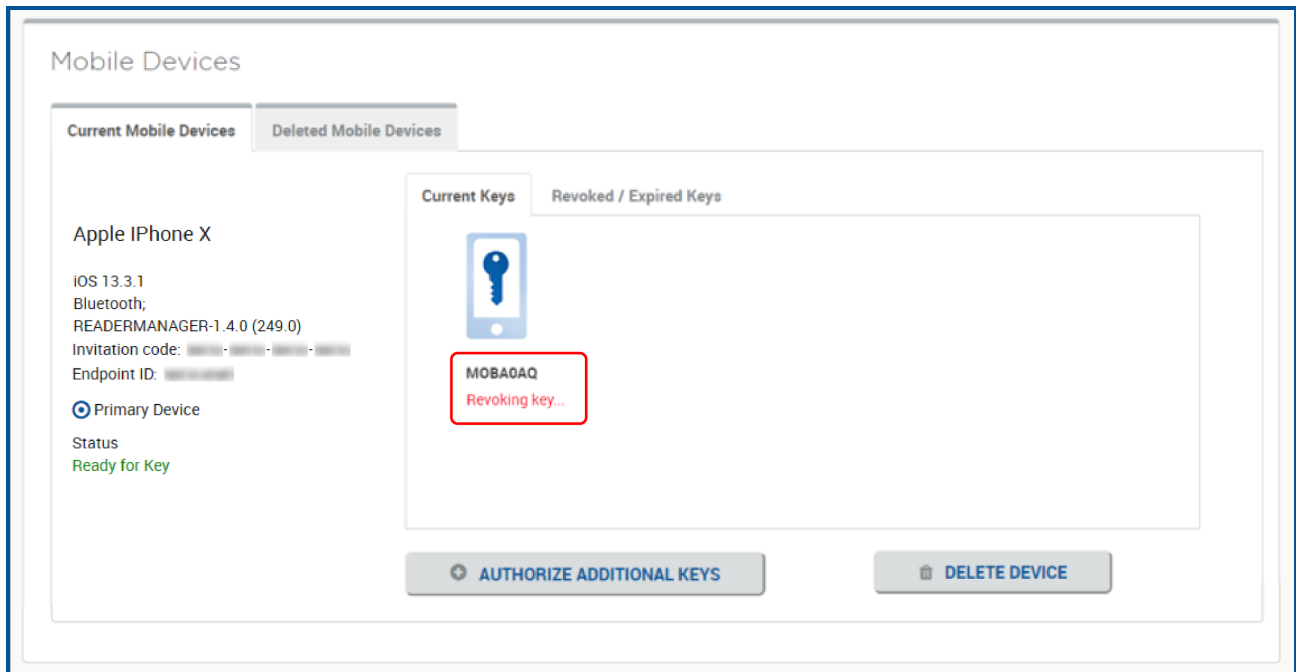 Mobile Devices
Current Mobile Devices
Deleted Mobile Devices
Current Keys
Revoked / Expired Keys
Apple IPhone X
iOS 13.3.1
Bluetooth;
READERMANAGER-1.4.0 (249.0)
Invitation code:
Endpoint ID:
Primary Device
Status
Ready for Key
MOBA0AQ
Revoking key...
AUTHORIZE ADDITIONAL KEYS
DELETE DEVICE